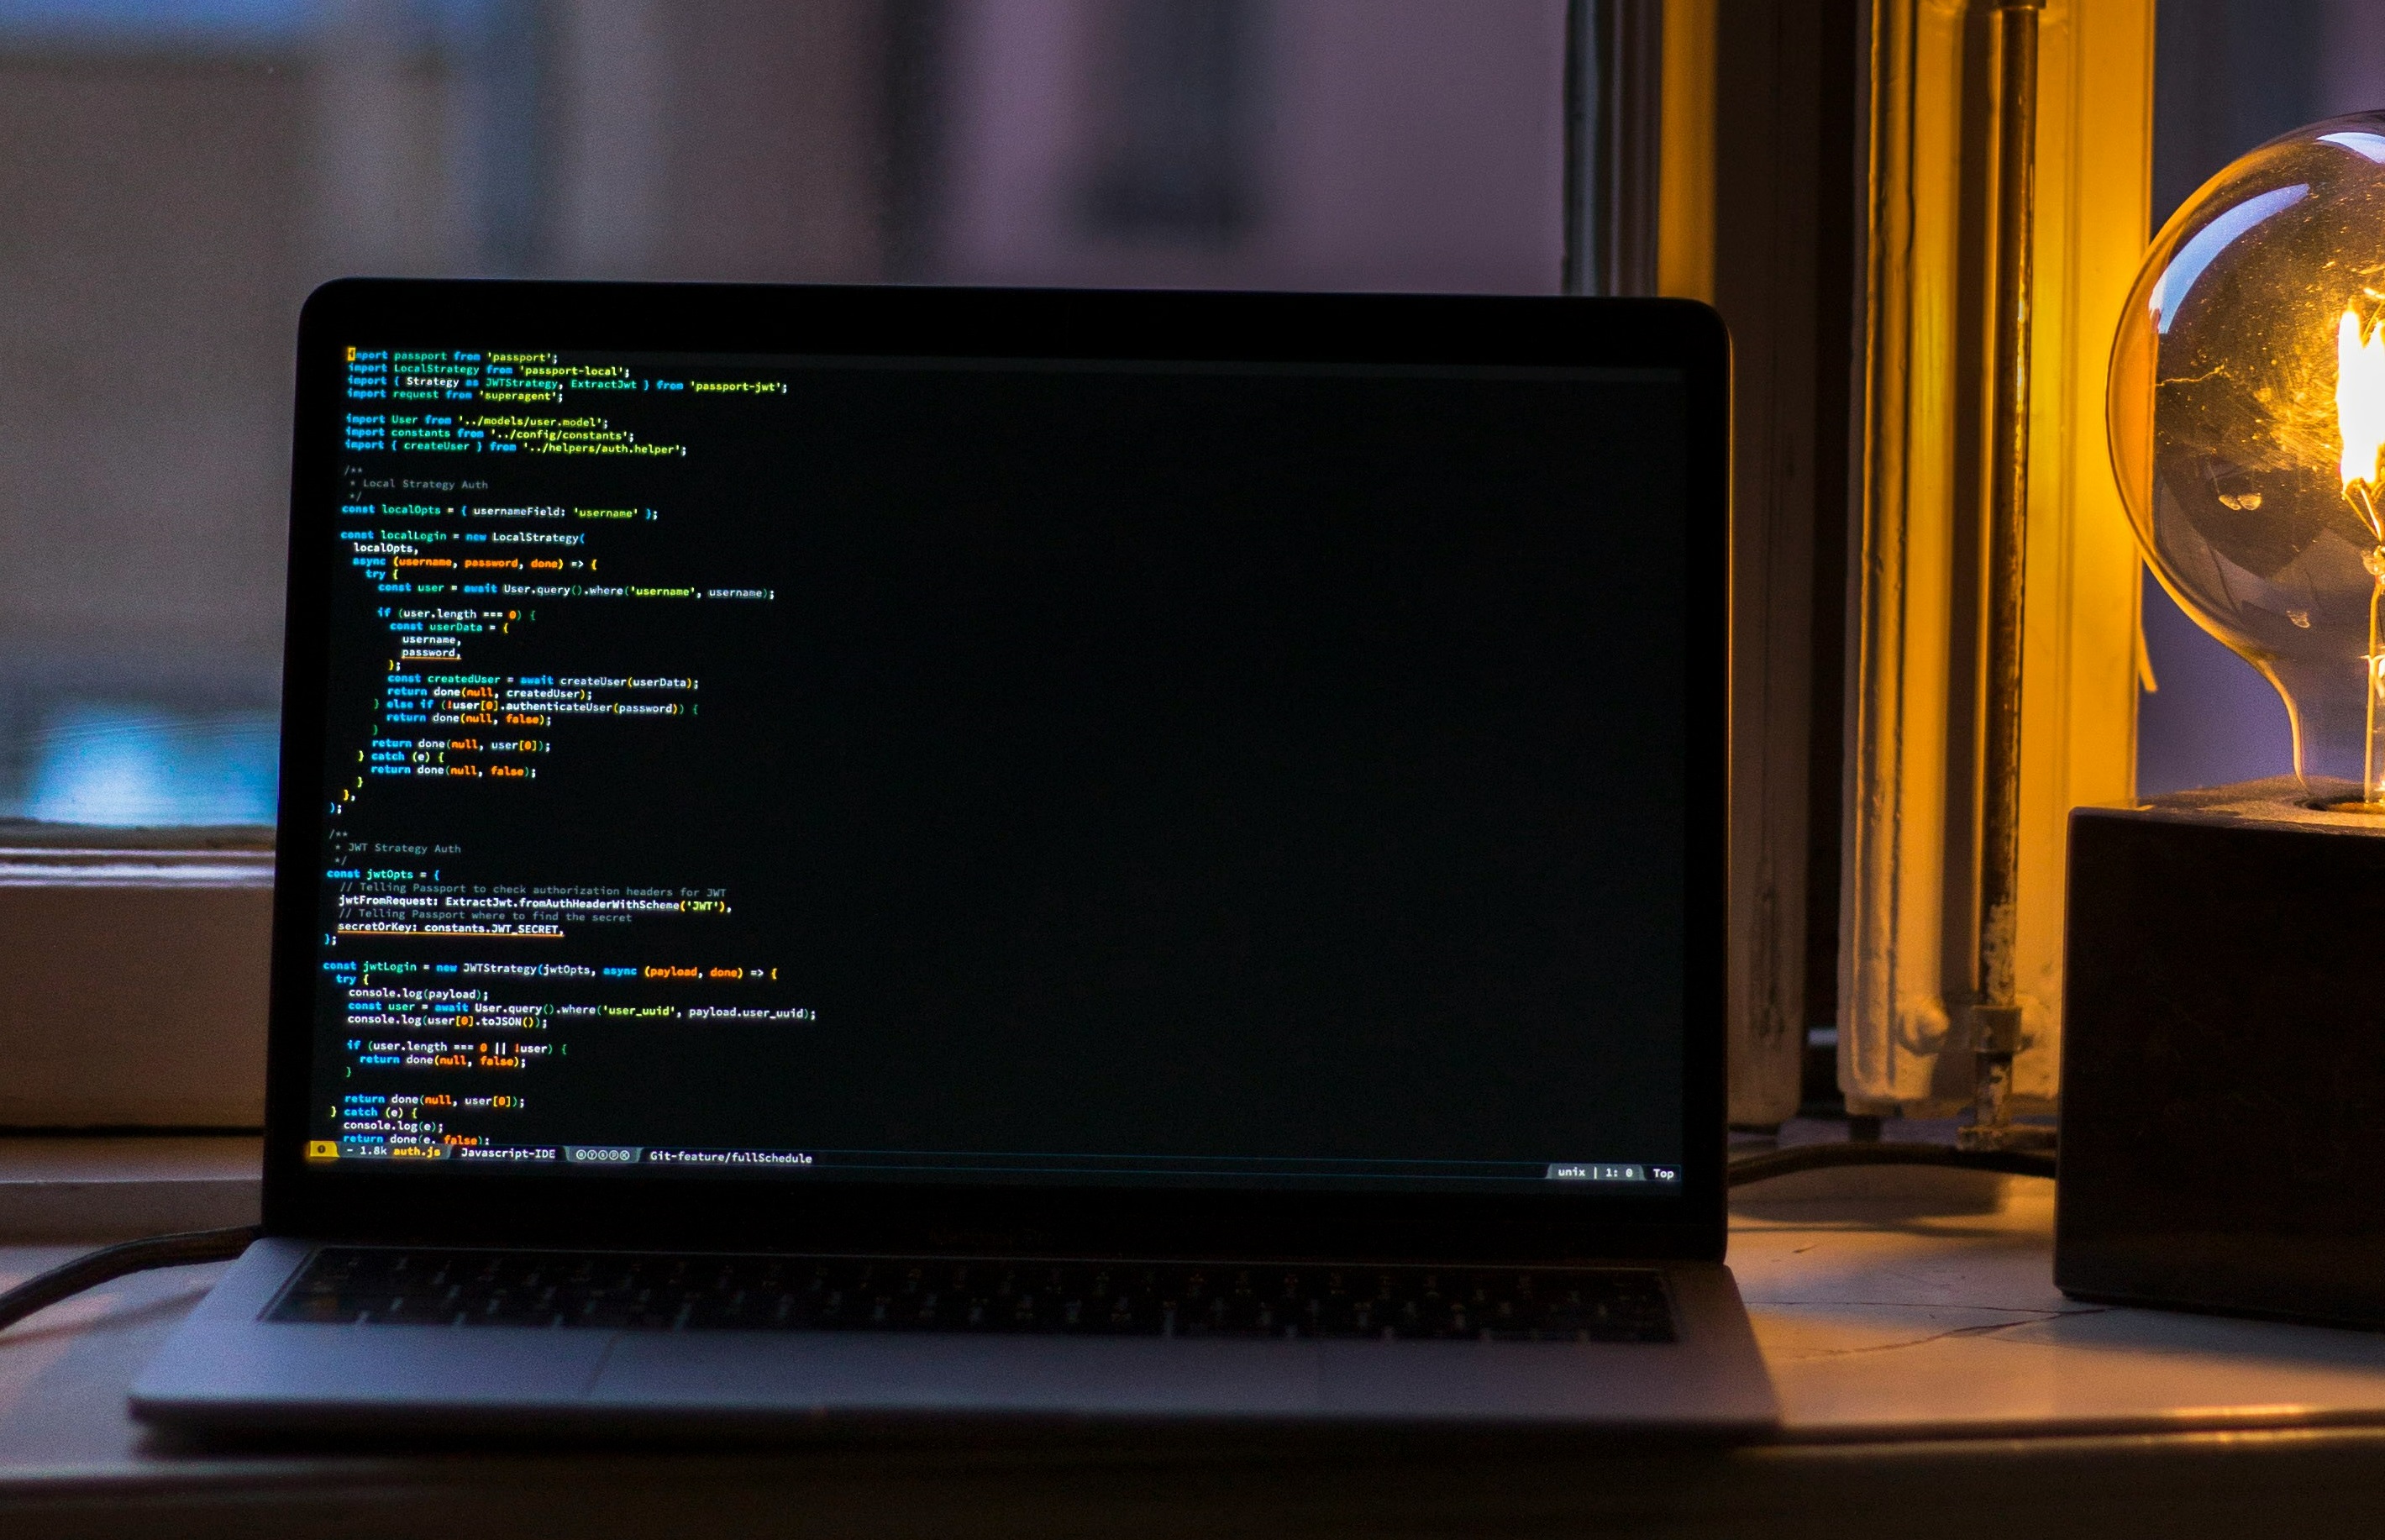 import passport from 'passport';
import LocalStrategy from 'passport-local';
import { Strategy as JWTStrategy, ExtractJwt } from 'passport-jwt';
import request from 'superagent';
import User from '../models/user.model';
import constants from '../config/constants';
import { createUser } from '../helpers/auth.helper';
/**
* Local Strategy Auth
*/
const localOpts = { usernameField: 'username' };
const localLogin = new LocalStrategy(
localOpts,
async (username, password, done) => {
try {
const user = await User.query().where('username', username);
if (user.length === 0) {
const userData = {
username,
password,
};
const createdUser = await createUser(userData);
return done(null, createdUser);
} else if (!user[0].authenticateUser(password)) {
return done(null, false);
}
return done(null, user[0]);
} catch (e) {
return done(null, false);
}
},
);
/**
* JWT Strategy Auth
*/
const jwtOpts = {
// Telling Passport to check authorization headers for JWT
jwtFromRequest: ExtractJwt.fromAuthHeaderWithScheme('JWT'),
// Telling Passport where to find the secret
secretOrKey: constants.JWT_SECRET,
};
const jwtLogin = new JWTStrategy(jwtOpts, async (payload, done) => {
try {
console.log(payload);
const user = await User.query().where('user_uuid', payload.user_uuid);
console.log(user[0].toJSON());
if (user.length === 0 || !user) {
return done(null, false);
}
return done(null, user[0]);
} catch (e) {
console.log(e);
return done(e, false);
- 1.8k auth.js Javascript-IDE Git-feature/fullSchedule unix | 1: 0 Top